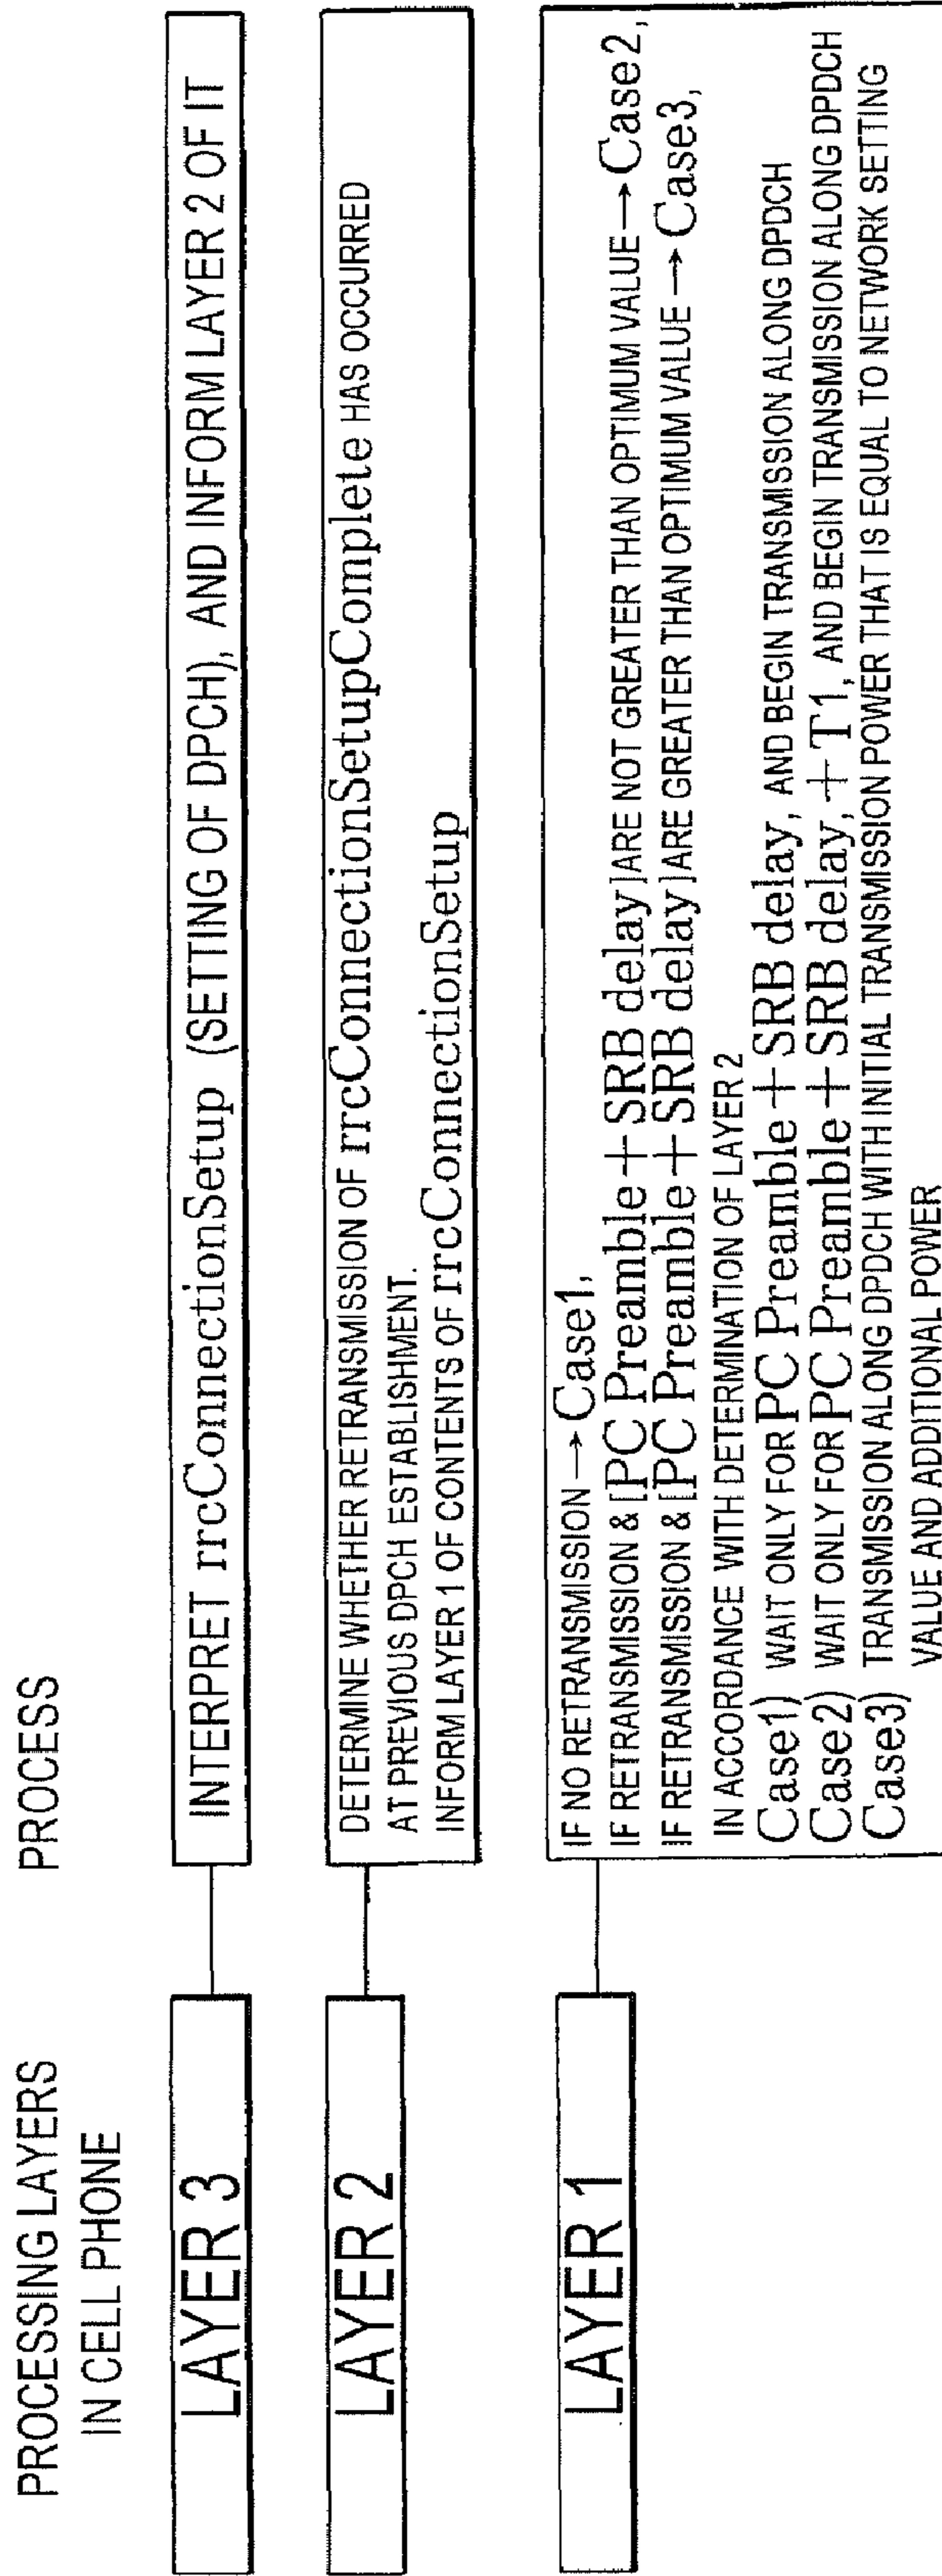 PROCESSING LAYERS
IN CELL PHONE
PROCESS
LAYER 3
INTERPRET rrcConnectionSetup (SETTING OF DPCH), AND INFORM LAYER 2 OF IT
LAYER 2
DETERMINE WHETHER RETRANSMISSION OF rrcConnectionSetupComplete HAS OCCURRED
AT PREVIOUS DPCH ESTABLISHMENT.
INFORM LAYER 1 OF CONTENTS OF rrcConnectionSetup
LAYER 1
IF NO RETRANSMISSION → Case1,
IF RETRANSMISSION & [PC Preamble + SRB delay] ARE NOT GREATER THAN OPTIMUM VALUE → Case2,
IF RETRANSMISSION & [PC Preamble + SRB delay] ARE GREATER THAN OPTIMUM VALUE → Case3,
IN ACCORDANCE WITH DETERMINATION OF LAYER 2
Case1) WAIT ONLY FOR PC Preamble + SRB delay, AND BEGIN TRANSMISSION ALONG DPDCH
Case2) WAIT ONLY FOR PC Preamble + SRB delay, + T1, AND BEGIN TRANSMISSION ALONG DPDCH
Case3) TRANSMISSION ALONG DPDCH WITH INITIAL TRANSMISSION POWER THAT IS EQUAL TO NETWORK SETTING
VALUE AND ADDITIONAL POWER